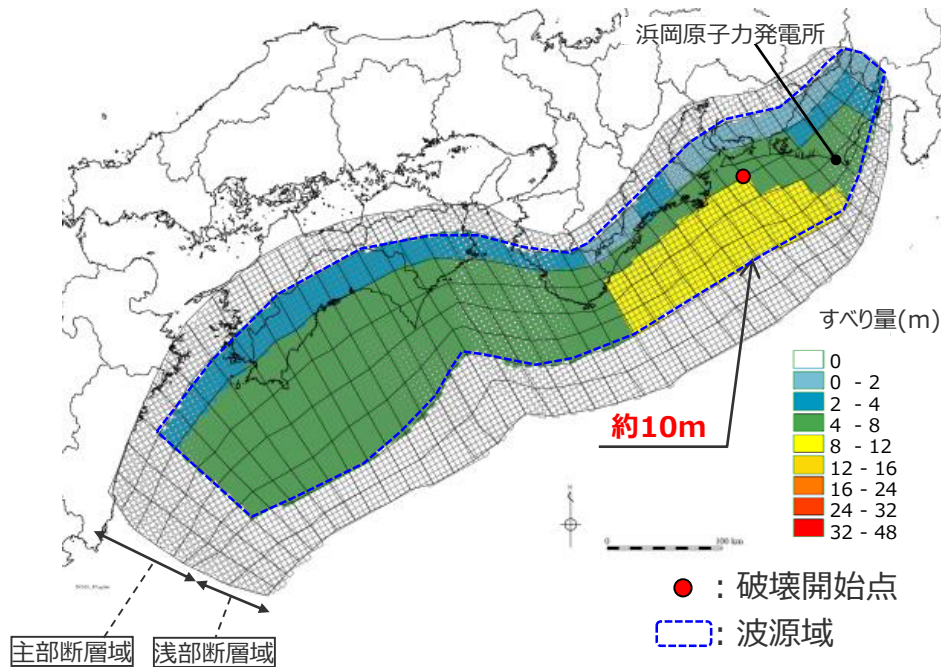 浜岡原子力発電所
すべり量(m)
0
0 - 2
2 - 4
4 - 8
8 - 12
12 - 16
16 - 24
24 - 32
32 - 48
約10m
N
0
100 km
：破壊開始点
：波源域
主部断層域
浅部断層域